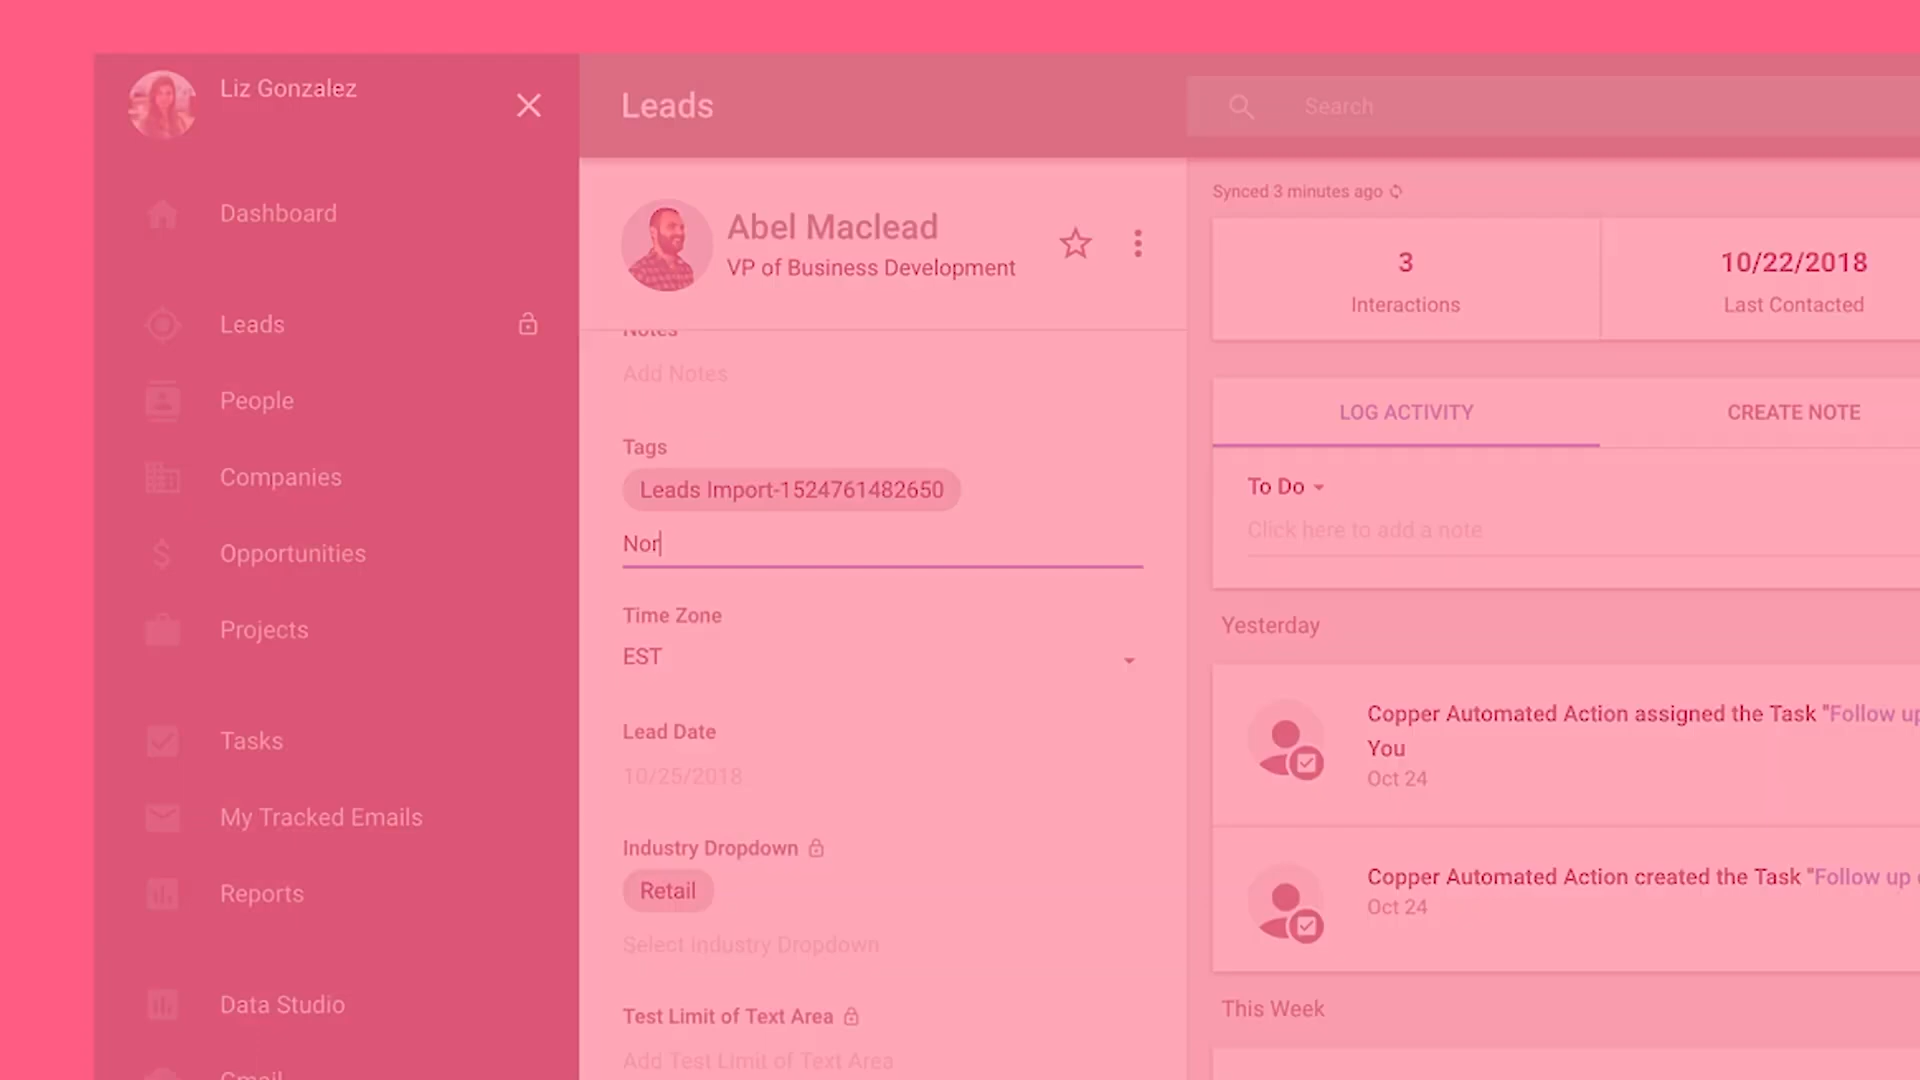 Liz Gonzalez
Dashboard
Leads
People
Companies
Opportunities
Projects
Tasks
My Tracked Emails
Reports
Data Studio
Gmail
Leads
Search
Abel Maclead
VP of Business Development
Notes
Add Notes
Tags
Leads Import-1524761482650
Nor
Time Zone
EST
Lead Date
10/25/2018
Industry Dropdown
Retail
Select Industry Dropdown
Test Limit of Text Area
Add Test Limit of Text Area
Synced 3 minutes ago
3
Interactions
10/22/2018
Last Contacted
LOG ACTIVITY
CREATE NOTE
To Do
Click here to add a note
Yesterday
Copper Automated Action assigned the Task "Follow up
You
Oct 24
Copper Automated Action created the Task "Follow up
Oct 24
This Week